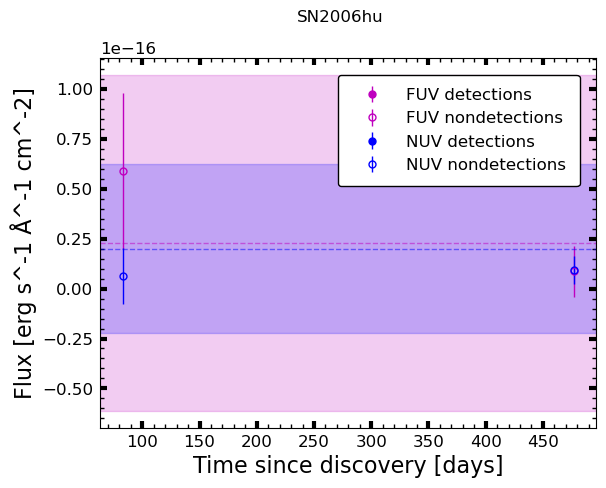 SN2006hu
1e−16
1.00
0.75
0.50
0.25
0.00
−0.25
−0.50
Flux [erg s^-1 Å^-1 cm^-2]
FUV detections
FUV nondetections
NUV detections
NUV nondetections
100 150 200 250 300 350 400 450
Time since discovery [days]